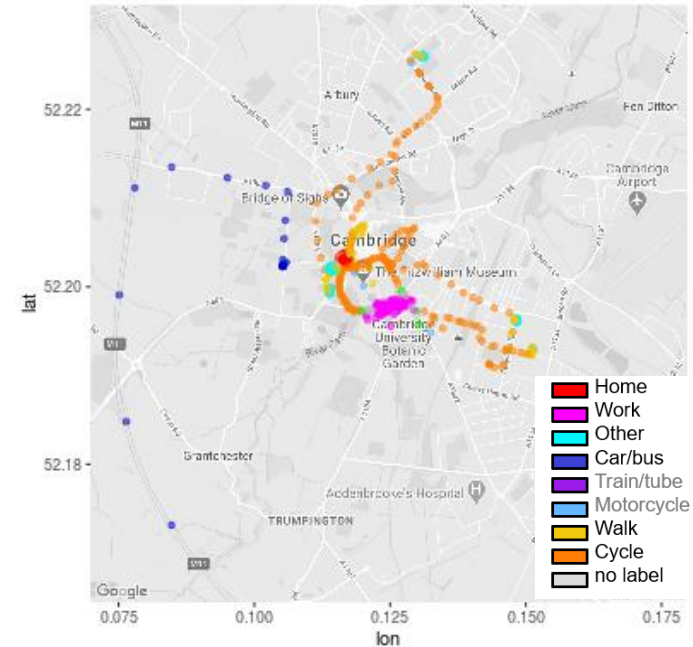 Arbury
52.22
Fen Ditton
M11
Cambridge
Airport
Bridge of Sighs
Cambridge
The Fitzwilliam Museum
52.20
lat
Cambridge
University
Botanic
Garden
M11
Home
Work
Other
Car/bus
Train/tube
Motorcycle
Walk
Cycle
no label
Grantchester
52.18
Addenbrooke's Hospital
H
TRUMPINGTON
M11
Google
0.075
0.100
0.125
0.150
0.175
lon